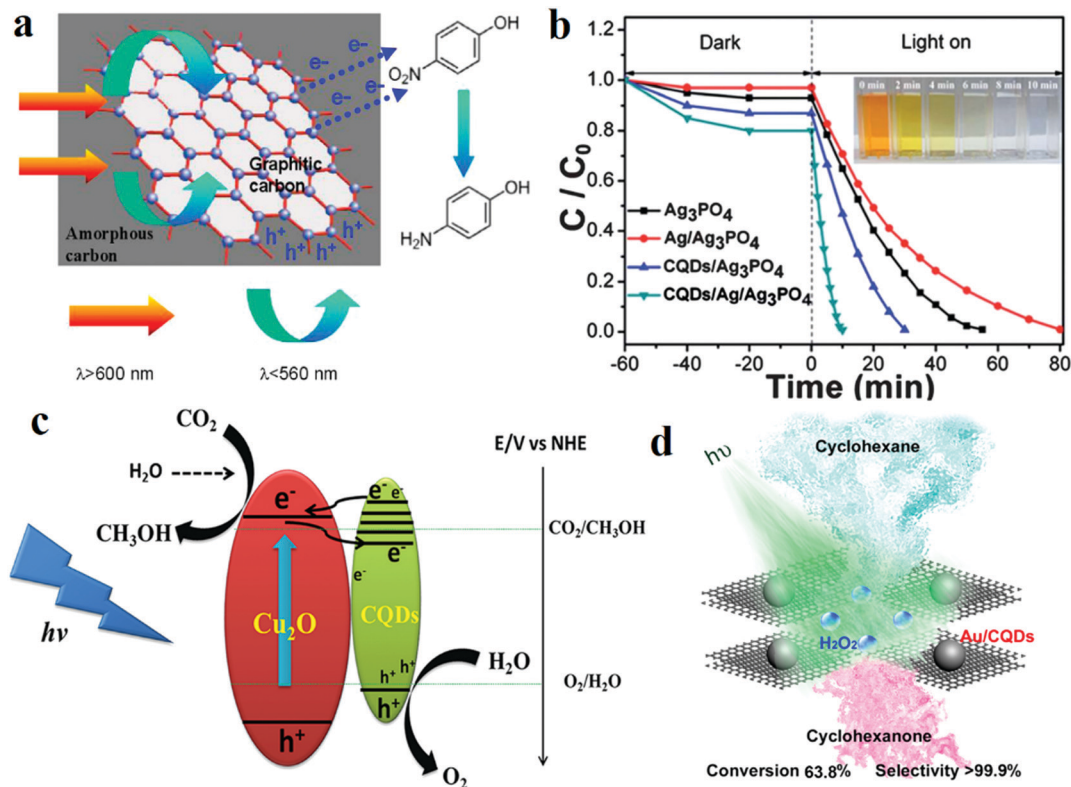 a
OH
O₂N
e- e-
e- e-
Graphitic
carbon
h⁺ h⁺
h⁺ h⁺ h⁺
Amorphous
carbon
OH
H₂N
λ>600 nm
λ<560 nm
b
Dark
Light on
0 min 2 min 4 min 6 min 8 min 10 min
C / C₀
1.0
0.8
0.6
0.4
0.2
0.0
Ag₃PO₄
Ag/Ag₃PO₄
CQDs/Ag₃PO₄
CQDs/Ag/Ag₃PO₄
-60 -40 -20 0 20 40 60 80
Time (min)
c
CO₂
H₂O
CH₃OH
hν
e⁻
Cu₂O
h⁺
e⁻ e⁻
e⁻
e⁻
CQDs
h⁺ h⁺
h⁺
H₂O
O₂
E/V vs NHE
CO₂/CH₃OH
O₂/H₂O
d
hυ
Cyclohexane
H₂O₂
Au/CQDs
Cyclohexanone
Conversion 63.8% Selectivity >99.9%